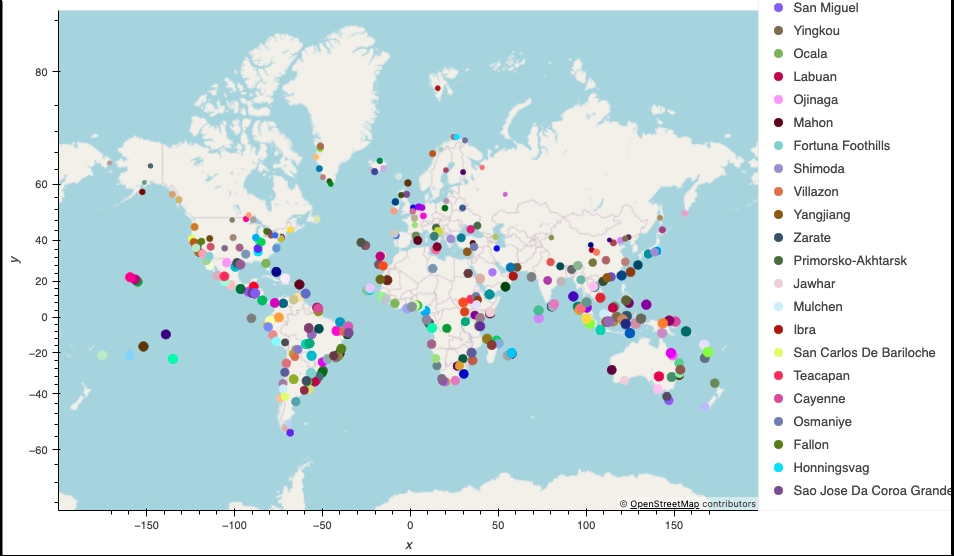 San Miguel
Yingkou
Ocala
Labuan
Ojinaga
Mahon
Fortuna Foothills
Shimoda
Villazon
Yangjiang
Zarate
Primorsko-Akhtarsk
Jawhar
Mulchen
Ibra
San Carlos De Bariloche
Teacapan
Cayenne
Osmaniye
Fallon
Honningsvag
Sao Jose Da Coroa Grande
80
60
40
20
0
−20
−40
−60
y
© OpenStreetMap contributors
−150 −100 −50 0 50 100 150
x